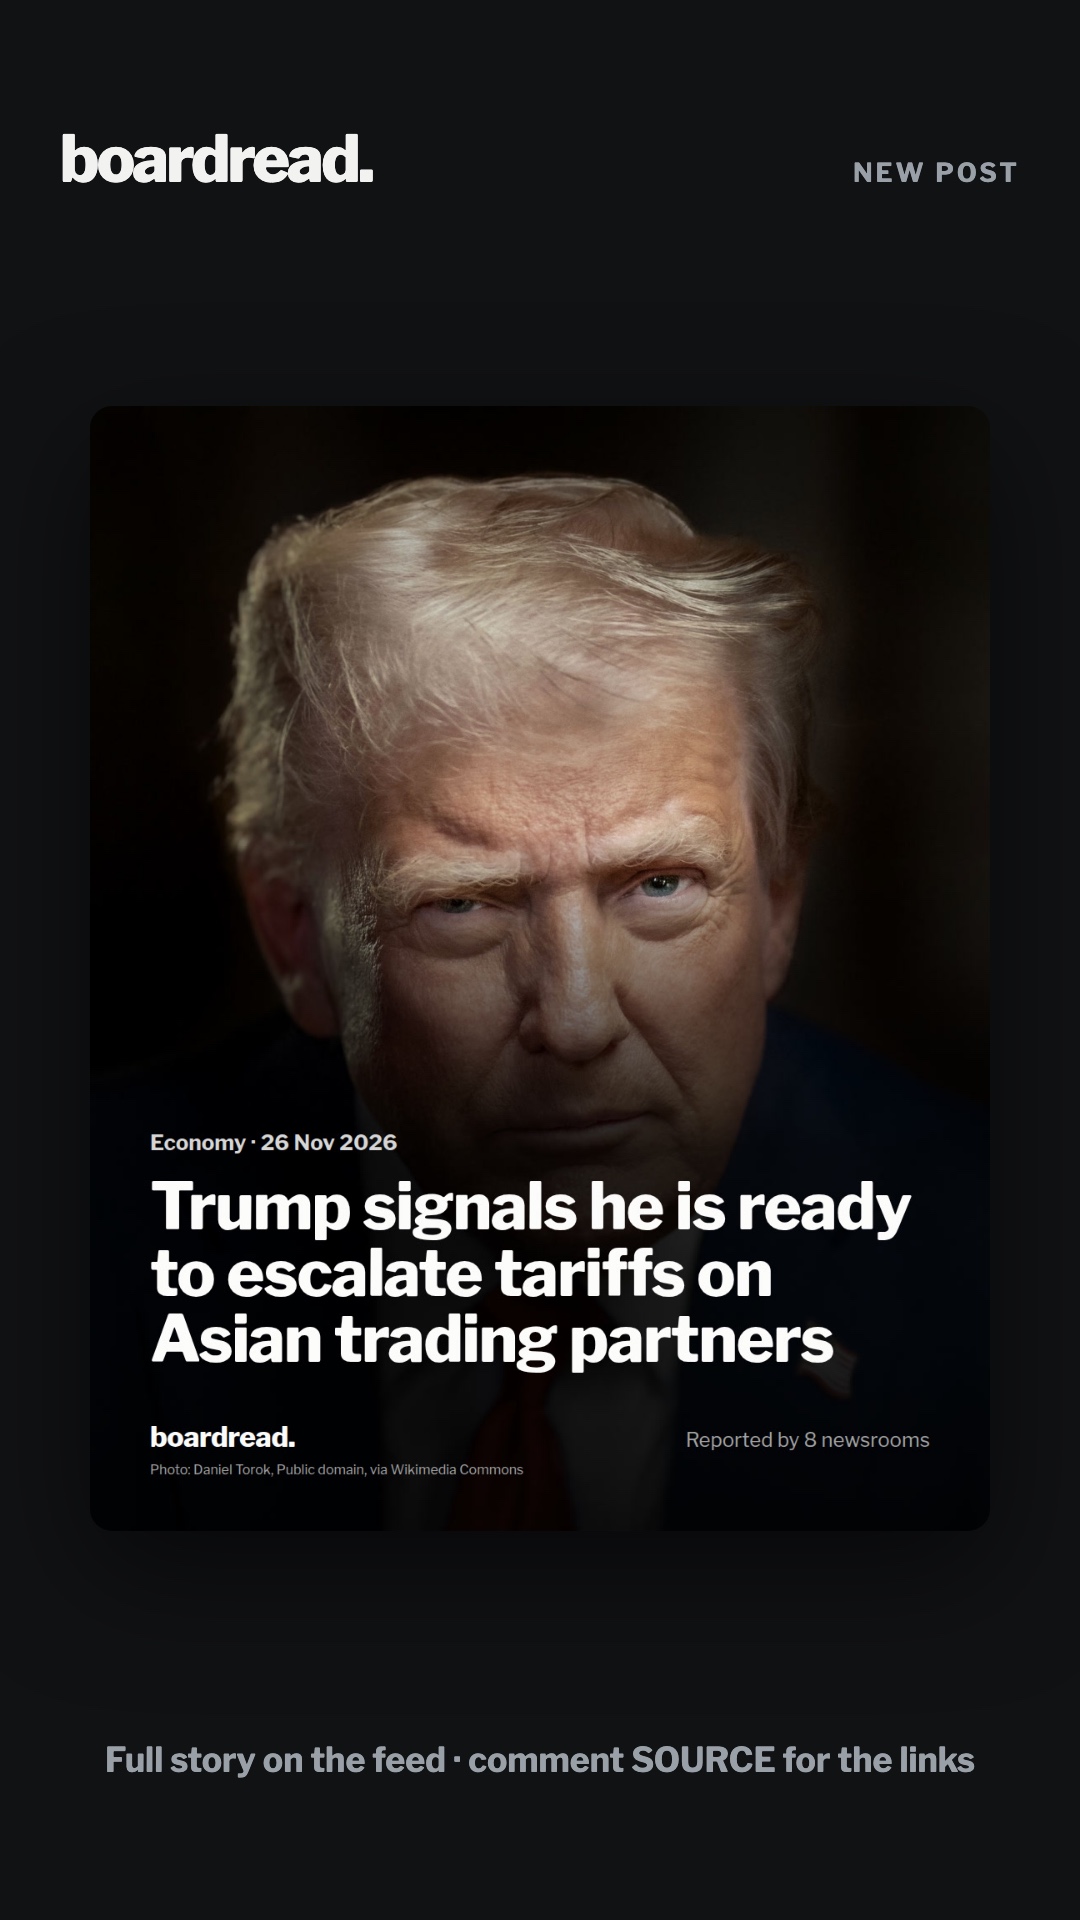 boardread.
NEW POST
Economy · 26 Nov 2026
Trump signals he is ready
to escalate tariffs on
Asian trading partners
boardread.
Reported by 8 newsrooms
Photo: Daniel Torok, Public domain, via Wikimedia Commons
Full story on the feed · comment SOURCE for the links